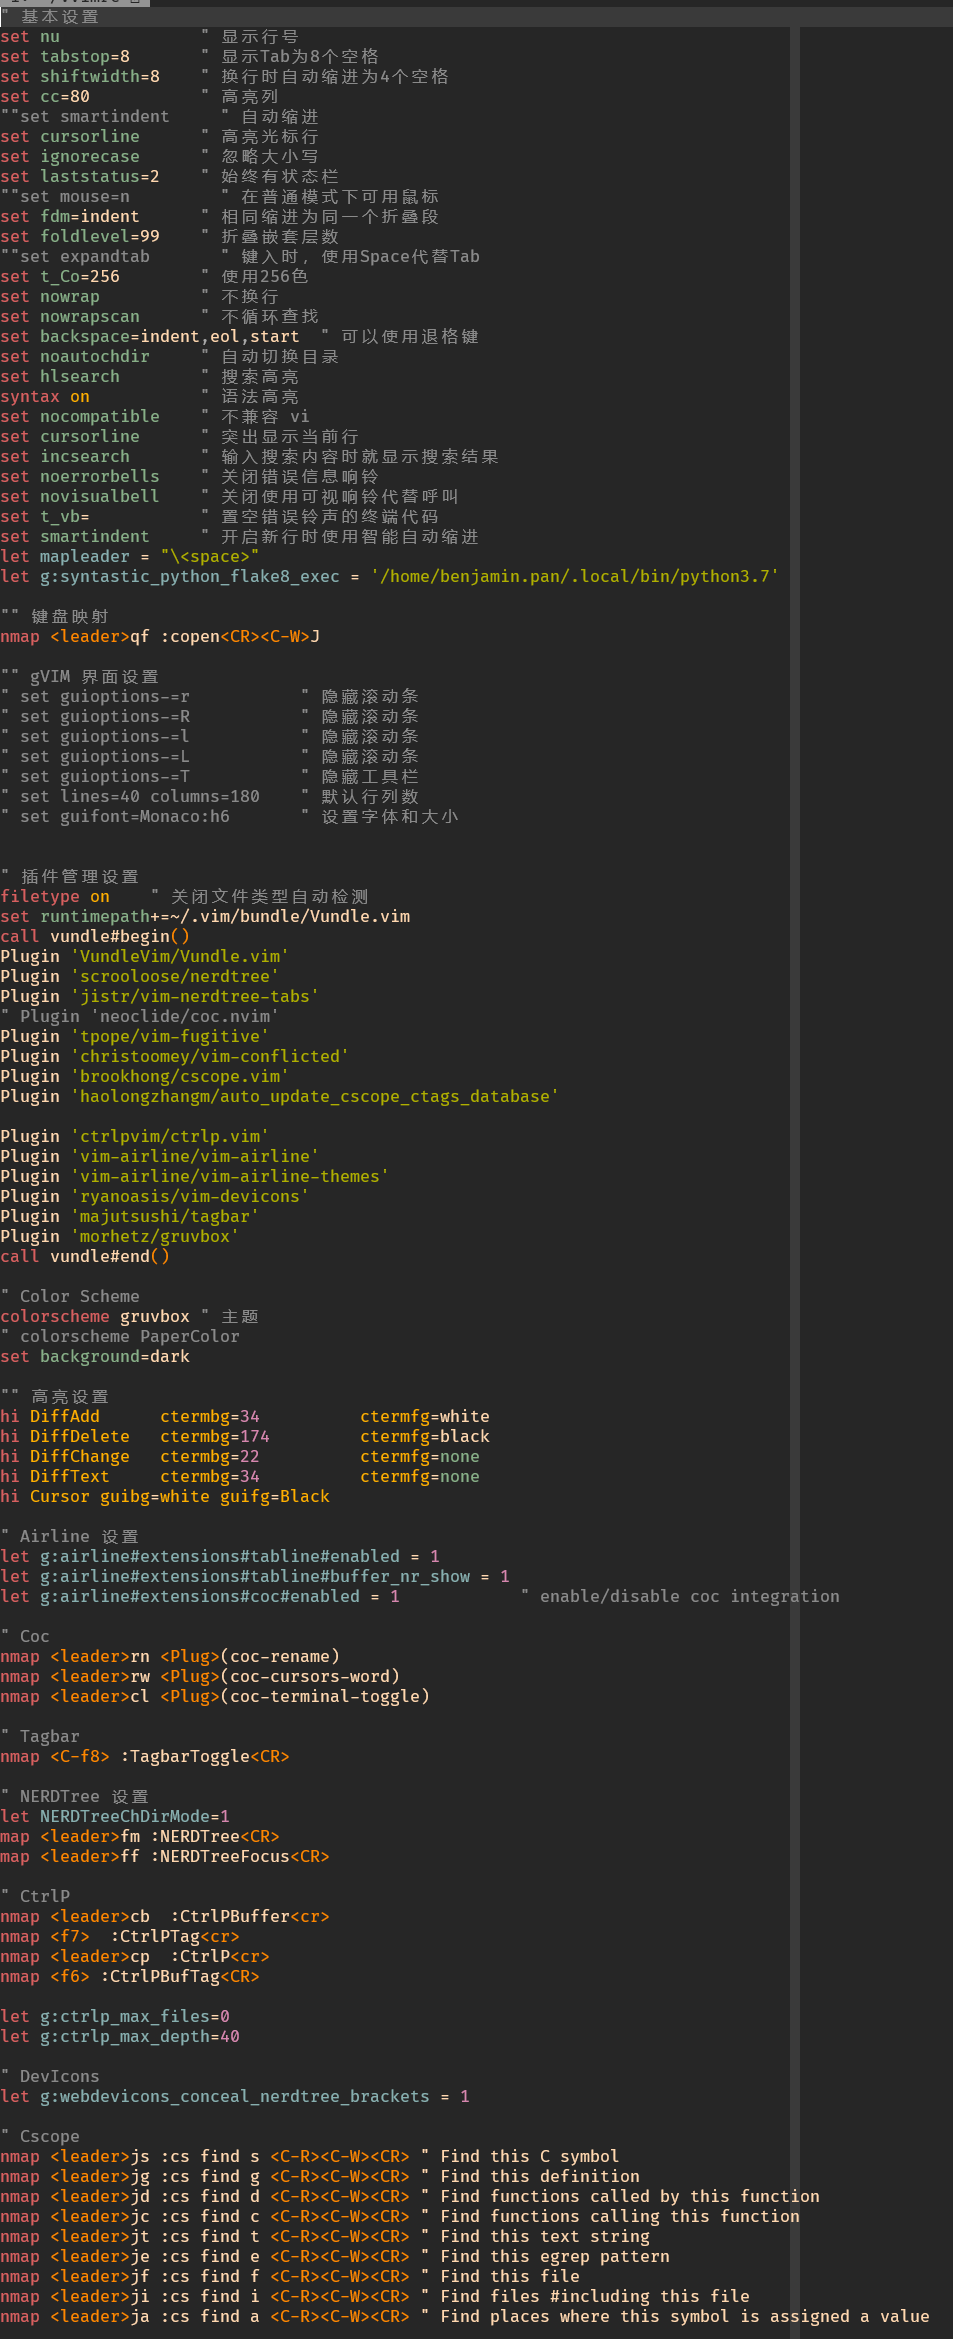 " 基本设置
set nu              " 显示行号
set tabstop=8       " 显示Tab为8个空格
set shiftwidth=8    " 换行时自动缩进为4个空格
set cc=80           " 高亮列
""set smartindent     " 自动缩进
set cursorline      " 高亮光标行
set ignorecase      " 忽略大小写
set laststatus=2    " 始终有状态栏
""set mouse=n         " 在普通模式下可用鼠标
set fdm=indent      " 相同缩进为同一个折叠段
set foldlevel=99    " 折叠嵌套层数
""set expandtab       " 键入时，使用Space代替Tab
set t_Co=256        " 使用256色
set nowrap          " 不换行
set nowrapscan      " 不循环查找
set backspace=indent,eol,start  " 可以使用退格键
set noautochdir     " 自动切换目录
set hlsearch        " 搜索高亮
syntax on           " 语法高亮
set nocompatible    " 不兼容 vi
set cursorline      " 突出显示当前行
set incsearch       " 输入搜索内容时就显示搜索结果
set noerrorbells    " 关闭错误信息响铃
set novisualbell    " 关闭使用可视响铃代替呼叫
set t_vb=           " 置空错误铃声的终端代码
set smartindent     " 开启新行时使用智能自动缩进
let mapleader = "\<space>"
let g:syntastic_python_flake8_exec = '/home/benjamin.pan/.local/bin/python3.7'

"" 键盘映射
nmap <leader>qf :copen<CR><C-W>J

"" gVIM 界面设置
" set guioptions-=r           " 隐藏滚动条
" set guioptions-=R           " 隐藏滚动条
" set guioptions-=l           " 隐藏滚动条
" set guioptions-=L           " 隐藏滚动条
" set guioptions-=T           " 隐藏工具栏
" set lines=40 columns=180    " 默认行列数
" set guifont=Monaco:h6       " 设置字体和大小


" 插件管理设置
filetype on    " 关闭文件类型自动检测
set runtimepath+=~/.vim/bundle/Vundle.vim
call vundle#begin()
Plugin 'VundleVim/Vundle.vim'
Plugin 'scrooloose/nerdtree'
Plugin 'jistr/vim-nerdtree-tabs'
" Plugin 'neoclide/coc.nvim'
Plugin 'tpope/vim-fugitive'
Plugin 'christoomey/vim-conflicted'
Plugin 'brookhong/cscope.vim'
Plugin 'haolongzhangm/auto_update_cscope_ctags_database'

Plugin 'ctrlpvim/ctrlp.vim'
Plugin 'vim-airline/vim-airline'
Plugin 'vim-airline/vim-airline-themes'
Plugin 'ryanoasis/vim-devicons'
Plugin 'majutsushi/tagbar'
Plugin 'morhetz/gruvbox'
call vundle#end()

" Color Scheme
colorscheme gruvbox " 主题
" colorscheme PaperColor
set background=dark

"" 高亮设置
hi DiffAdd      ctermbg=34          ctermfg=white
hi DiffDelete   ctermbg=174         ctermfg=black
hi DiffChange   ctermbg=22          ctermfg=none
hi DiffText     ctermbg=34          ctermfg=none
hi Cursor guibg=white guifg=Black

" Airline 设置
let g:airline#extensions#tabline#enabled = 1
let g:airline#extensions#tabline#buffer_nr_show = 1
let g:airline#extensions#coc#enabled = 1            " enable/disable coc integration

" Coc
nmap <leader>rn <Plug>(coc-rename)
nmap <leader>rw <Plug>(coc-cursors-word)
nmap <leader>cl <Plug>(coc-terminal-toggle)

" Tagbar
nmap <C-f8> :TagbarToggle<CR>

" NERDTree 设置
let NERDTreeChDirMode=1
map <leader>fm :NERDTree<CR>
map <leader>ff :NERDTreeFocus<CR>

" CtrlP
nmap <leader>cb  :CtrlPBuffer<cr>
nmap <f7>  :CtrlPTag<cr>
nmap <leader>cp  :CtrlP<cr>
nmap <f6> :CtrlPBufTag<CR>

let g:ctrlp_max_files=0
let g:ctrlp_max_depth=40

" DevIcons
let g:webdevicons_conceal_nerdtree_brackets = 1

" Cscope
nmap <leader>js :cs find s <C-R><C-W><CR> " Find this C symbol
nmap <leader>jg :cs find g <C-R><C-W><CR> " Find this definition
nmap <leader>jd :cs find d <C-R><C-W><CR> " Find functions called by this function
nmap <leader>jc :cs find c <C-R><C-W><CR> " Find functions calling this function
nmap <leader>jt :cs find t <C-R><C-W><CR> " Find this text string
nmap <leader>je :cs find e <C-R><C-W><CR> " Find this egrep pattern
nmap <leader>jf :cs find f <C-R><C-W><CR> " Find this file
nmap <leader>ji :cs find i <C-R><C-W><CR> " Find files #including this file
nmap <leader>ja :cs find a <C-R><C-W><CR> " Find places where this symbol is assigned a value